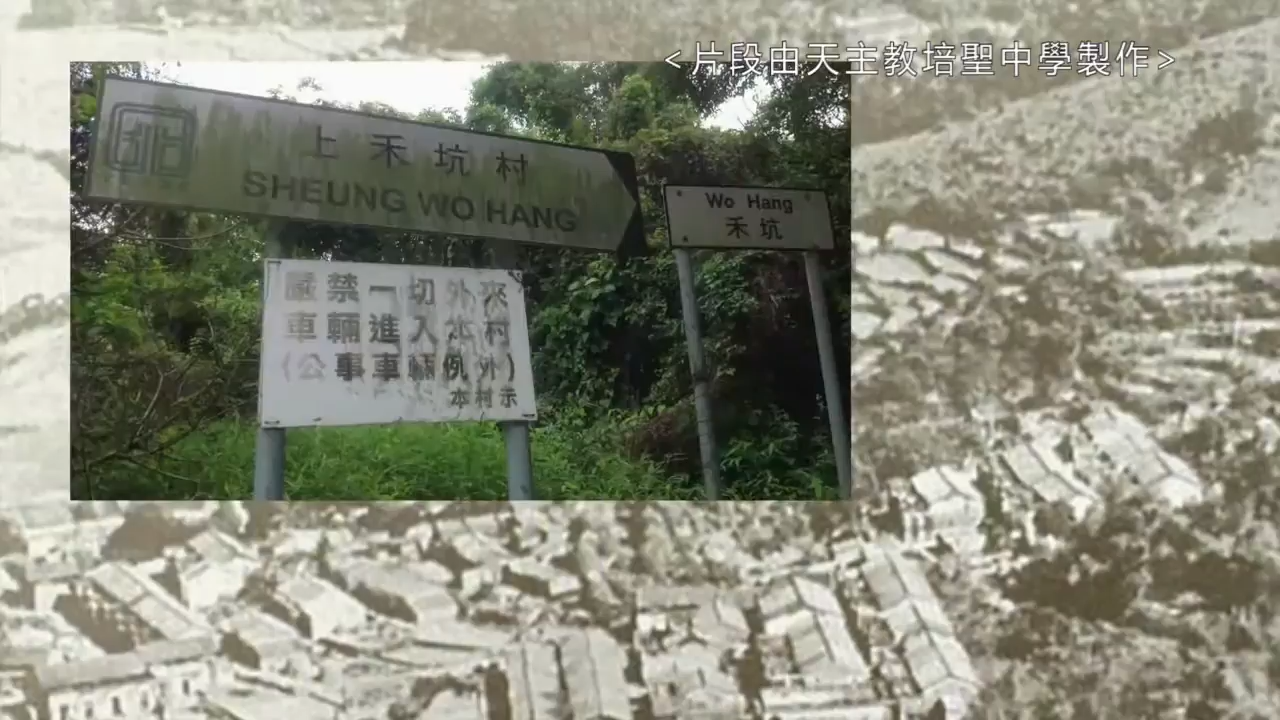 <片段由天主教培聖中學製作>
上禾坑村
SHEUNG WO HANG
Wo Hang
禾坑
嚴禁一切外來
車輛進入本村
(公事車輛例外)
本村示